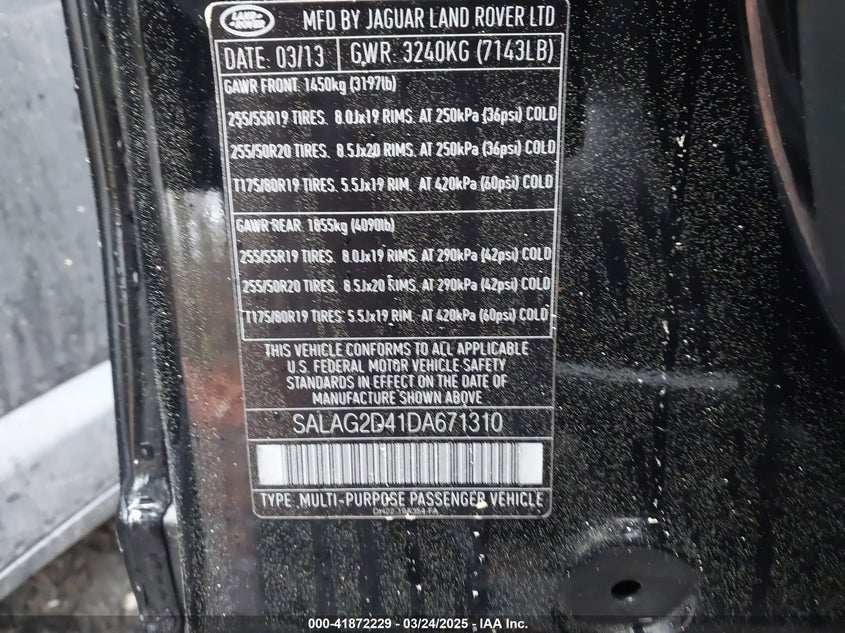 LAND ROVER
MFD BY JAGUAR LAND ROVER LTD
DATE: 03/13 GWR: 3240KG (7143LB)
GAWR FRONT: 1450kg (3197lb)
255/55R19 TIRES. 8.0Jx19 RIMS. AT 250kPa (36psi) COLD
255/50R20 TIRES. 8.5Jx20 RIMS. AT 250kPa (36psi) COLD
T175/80R19 TIRES. 5.5Jx19 RIM. AT 420kPa (60psi) COLD
GAWR REAR: 1855kg (4090lb)
255/55R19 TIRES. 8.0Jx19 RIMS. AT 290kPa (42psi) COLD
255/50R20 TIRES. 8.5Jx20 RIMS. AT 290kPa (42psi) COLD
T175/80R19 TIRES. 5.5Jx19 RIM. AT 420kPa (60psi) COLD
THIS VEHICLE CONFORMS TO ALL APPLICABLE
U.S. FEDERAL MOTOR VEHICLE SAFETY
STANDARDS IN EFFECT ON THE DATE OF
MANUFACTURE SHOWN ABOVE
SALAG2D41DA671310
TYPE: MULTI-PURPOSE PASSENGER VEHICLE
000-41872229 - 03/24/2025 - IAA Inc.